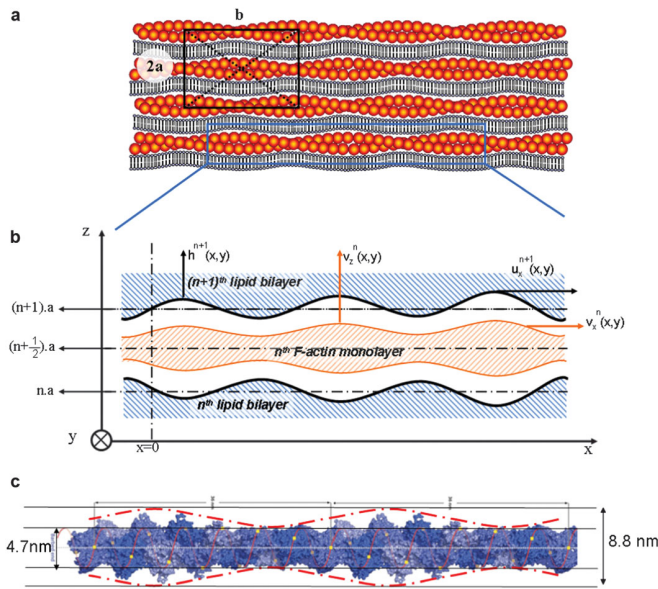 a
b
2a
b
z
h^{n+1}(x,y)
v_z^n(x,y)
u_x^{n+1}(x,y)
(n+1)^{th} lipid bilayer
(n+1).a
v_x^n(x,y)
(n+\frac{1}{2}).a
n^{th} F-actin monolayer
n.a
n^{th} lipid bilayer
y
x=0
x
c
4.7nm
8.8 nm